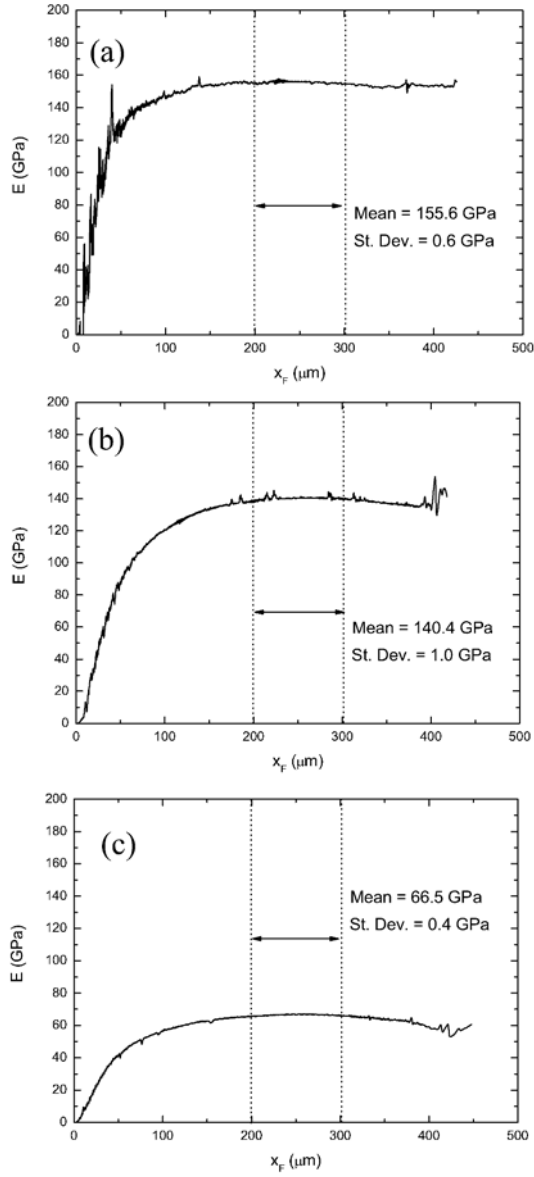 (a)
200
180
160
140
120
100
80
60
40
20
0
E (GPa)
Mean = 155.6 GPa
St. Dev. = 0.6 GPa
0 100 200 300 400 500
x_F (μm)
(b)
200
180
160
140
120
100
80
60
40
20
0
E (GPa)
Mean = 140.4 GPa
St. Dev. = 1.0 GPa
0 100 200 300 400 500
x_F (μm)
(c)
200
180
160
140
120
100
80
60
40
20
0
E (GPa)
Mean = 66.5 GPa
St. Dev. = 0.4 GPa
0 100 200 300 400 500
x_F (μm)